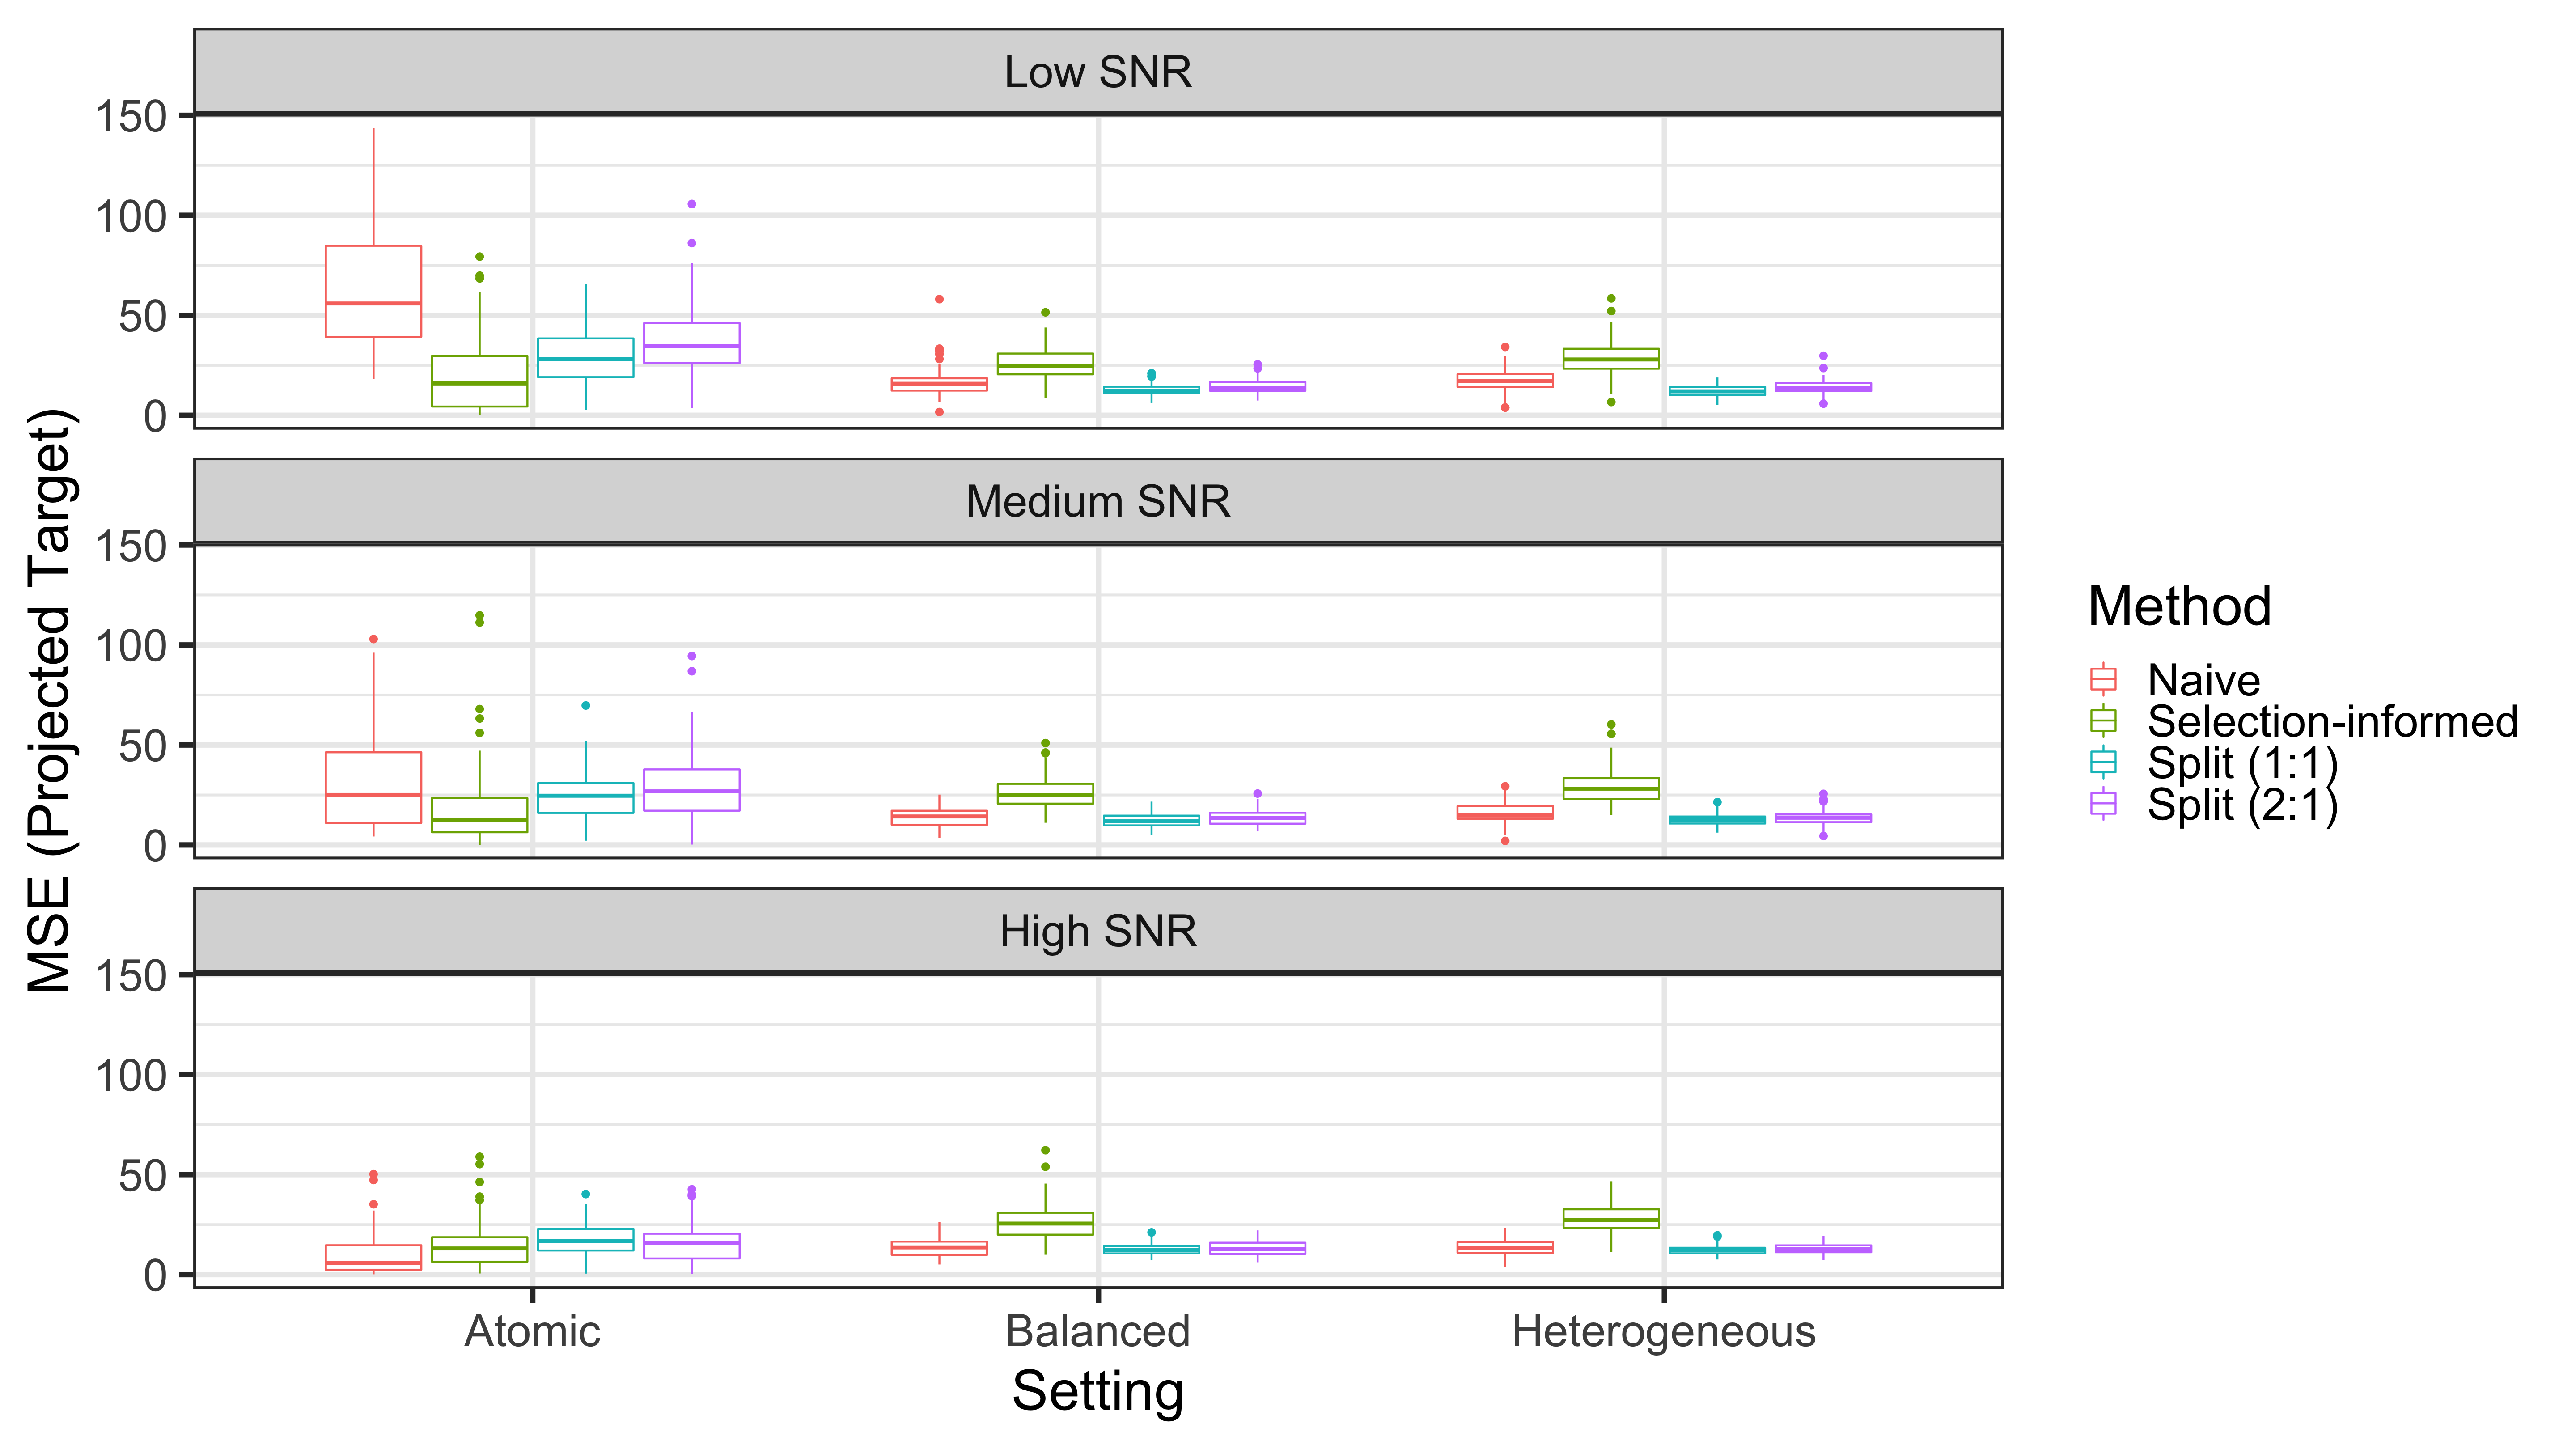 MSE (Projected Target)
Low SNR
150
100
50
0
Medium SNR
150
100
50
0
High SNR
150
100
50
0
Atomic
Balanced
Heterogeneous
Setting
Method
Naive
Selection-informed
Split (1:1)
Split (2:1)